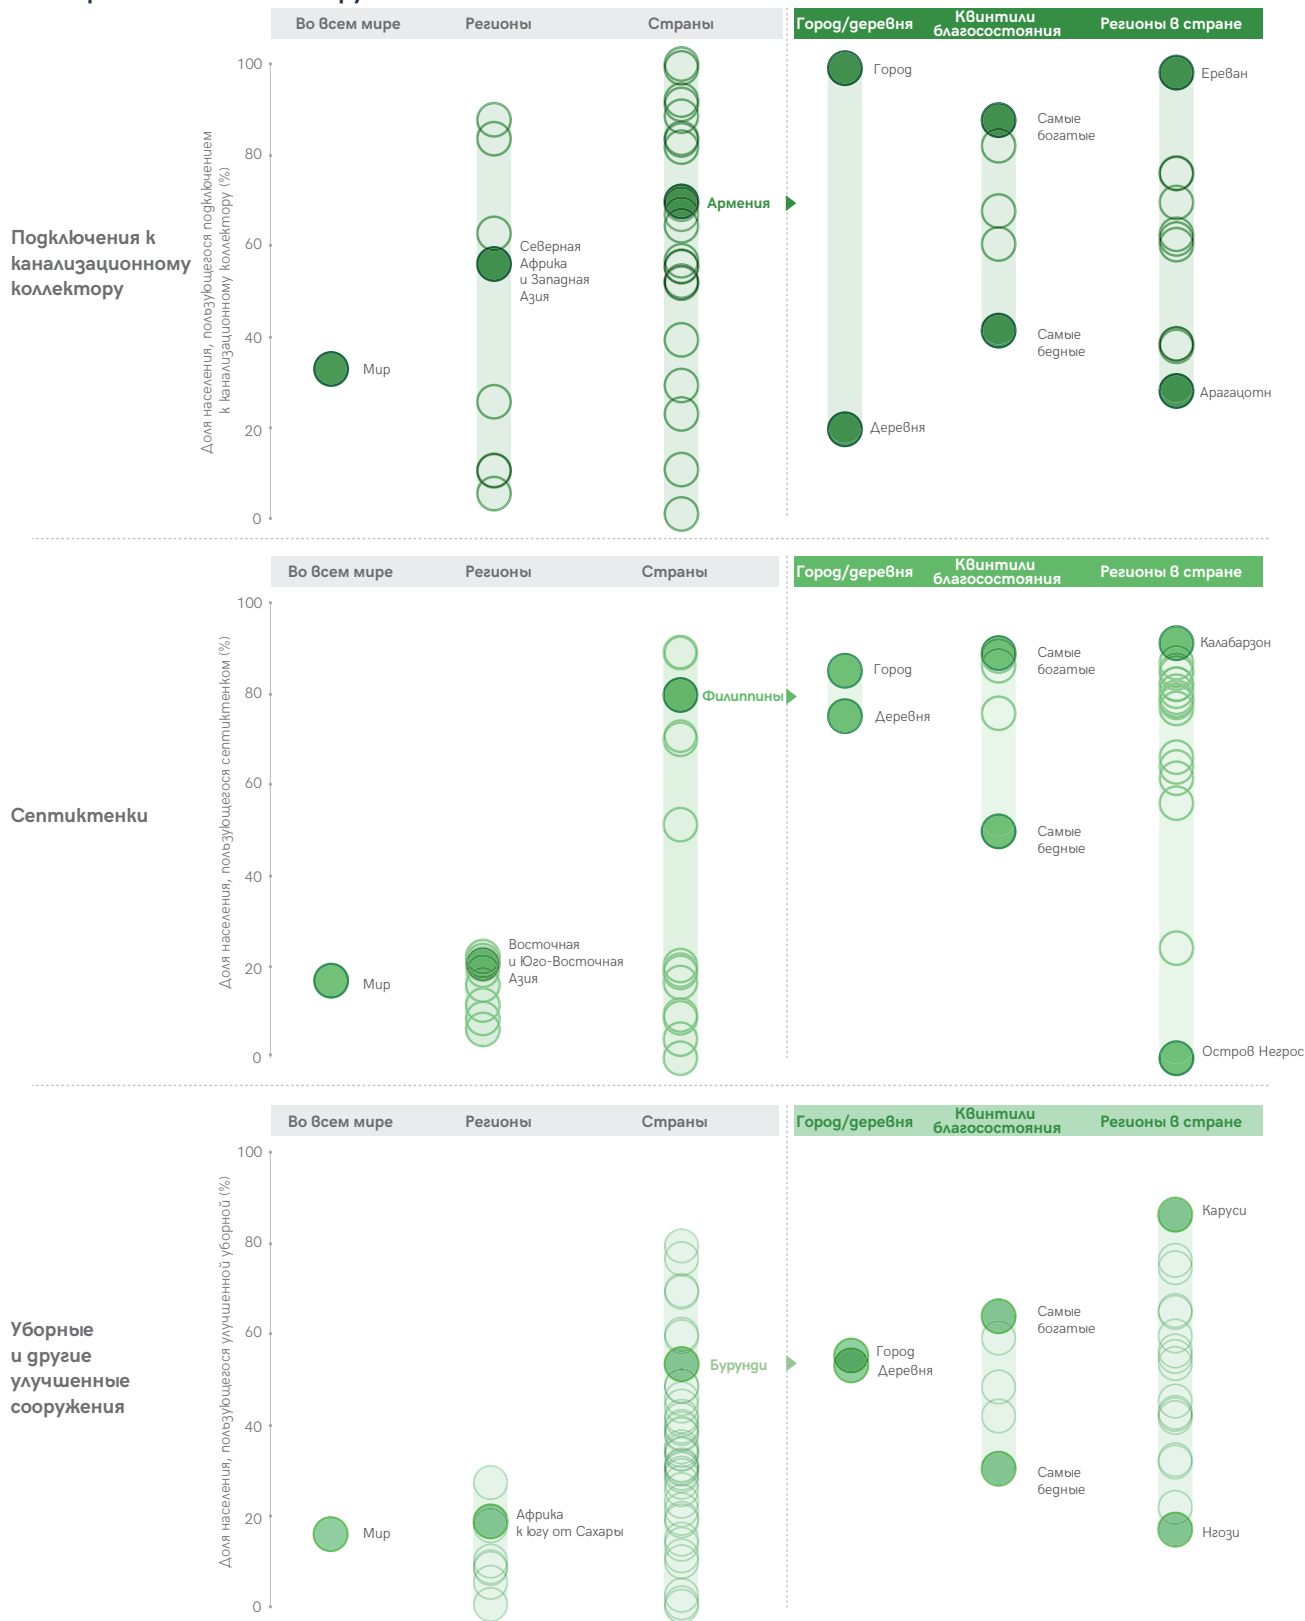 Во всем мире
Регионы
Страны
Город/деревня
Квинтили
благосостояния
Регионы в стране
Подключения к
канализационному
коллектору
Доля населения, пользующегося подключением
к канализационному коллектору (%)
100
80
60
40
20
0
Мир
Северная
Африка
и Западная
Азия
Армения
Город
Деревня
Самые
богатые
Самые
бедные
Ереван
Арагацотн
Во всем мире
Регионы
Страны
Город/деревня
Квинтили
благосостояния
Регионы в стране
Септиктенки
Доля населения, пользующегося септиктенком (%)
100
80
60
40
20
0
Мир
Восточная
и Юго-Восточная
Азия
Филиппины
Город
Деревня
Самые
богатые
Самые
бедные
Калабарзон
Остров Негрос
Во всем мире
Регионы
Страны
Город/деревня
Квинтили
благосостояния
Регионы в стране
Уборные
и другие
улучшенные
сооружения
Доля населения, пользующегося улучшенной уборной (%)
100
80
60
40
20
0
Мир
Африка
к югу от Сахары
Бурунди
Город
Деревня
Самые
богатые
Самые
бедные
Каруси
Нгози